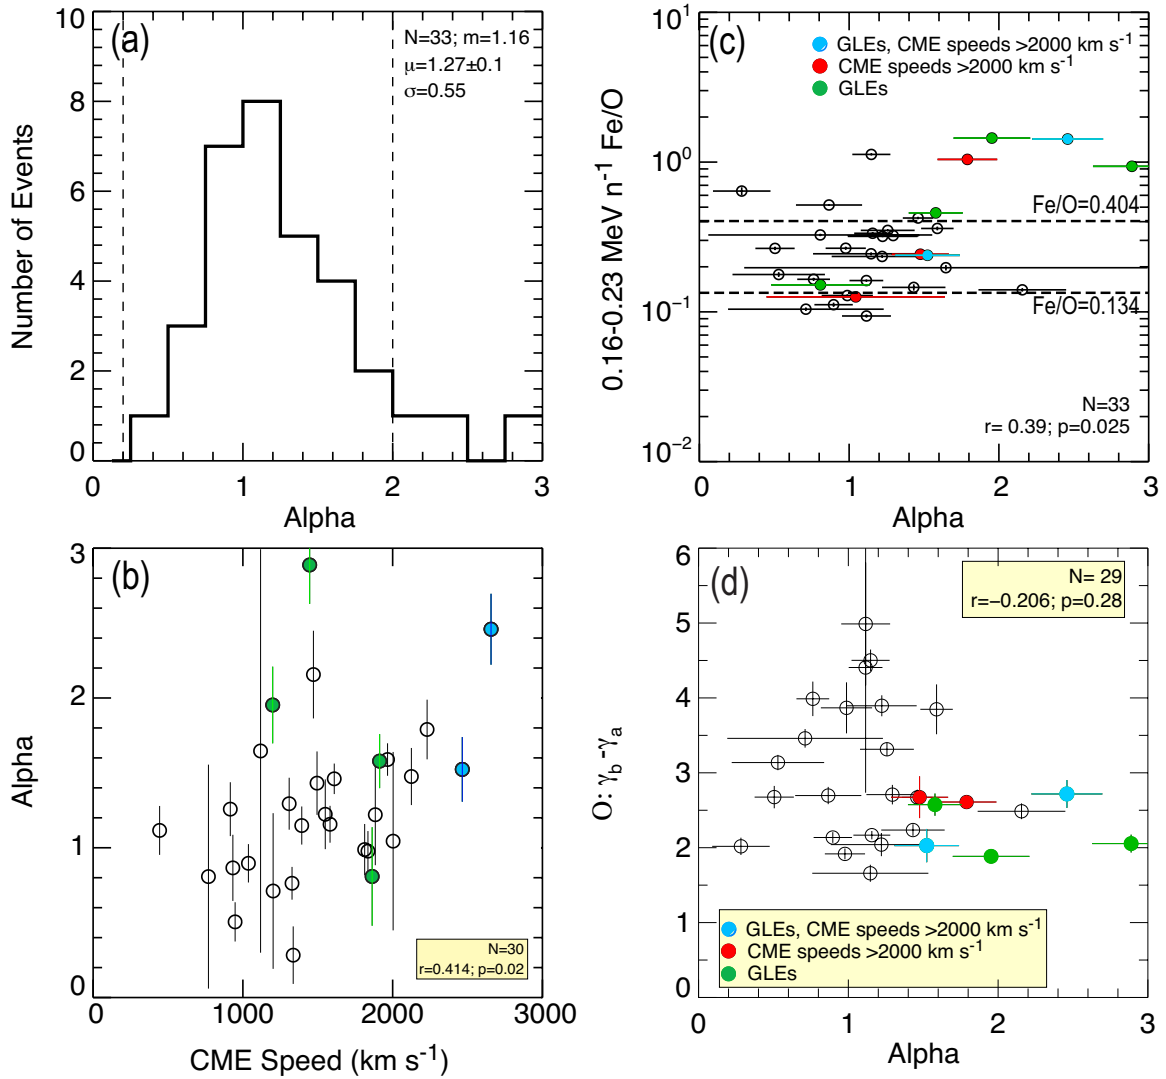 (a)
N=33; m=1.16
μ=1.27±0.1
σ=0.55
Number of Events
10
8
6
4
2
0
0 1 2 3
Alpha
(c)
GLEs, CME speeds >2000 km s⁻¹
CME speeds >2000 km s⁻¹
GLEs
0.16-0.23 MeV n⁻¹ Fe/O
10¹
10⁰
10⁻¹
10⁻²
Fe/O=0.404
Fe/O=0.134
N=33
r= 0.39; p=0.025
0 1 2 3
Alpha
(b)
Alpha
3
2
1
0
N=30
r=0.414; p=0.02
0 1000 2000 3000
CME Speed (km s⁻¹)
(d)
N= 29
r=−0.206; p=0.28
O: γb -γa
6
5
4
3
2
1
0
GLEs, CME speeds >2000 km s⁻¹
CME speeds >2000 km s⁻¹
GLEs
0 1 2 3
Alpha